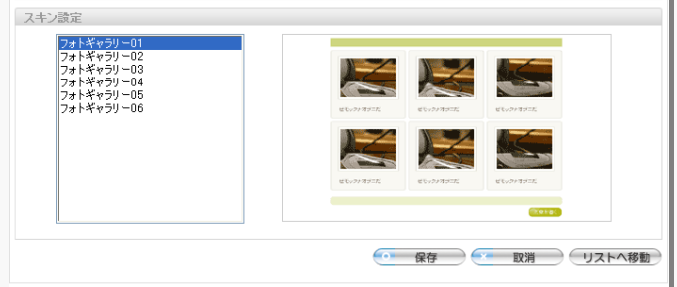 スキン設定
フォトギャラリー01
フォトギャラリー02
フォトギャラリー03
フォトギャラリー04
フォトギャラリー05
フォトギャラリー06
保存
取消
リストへ移動